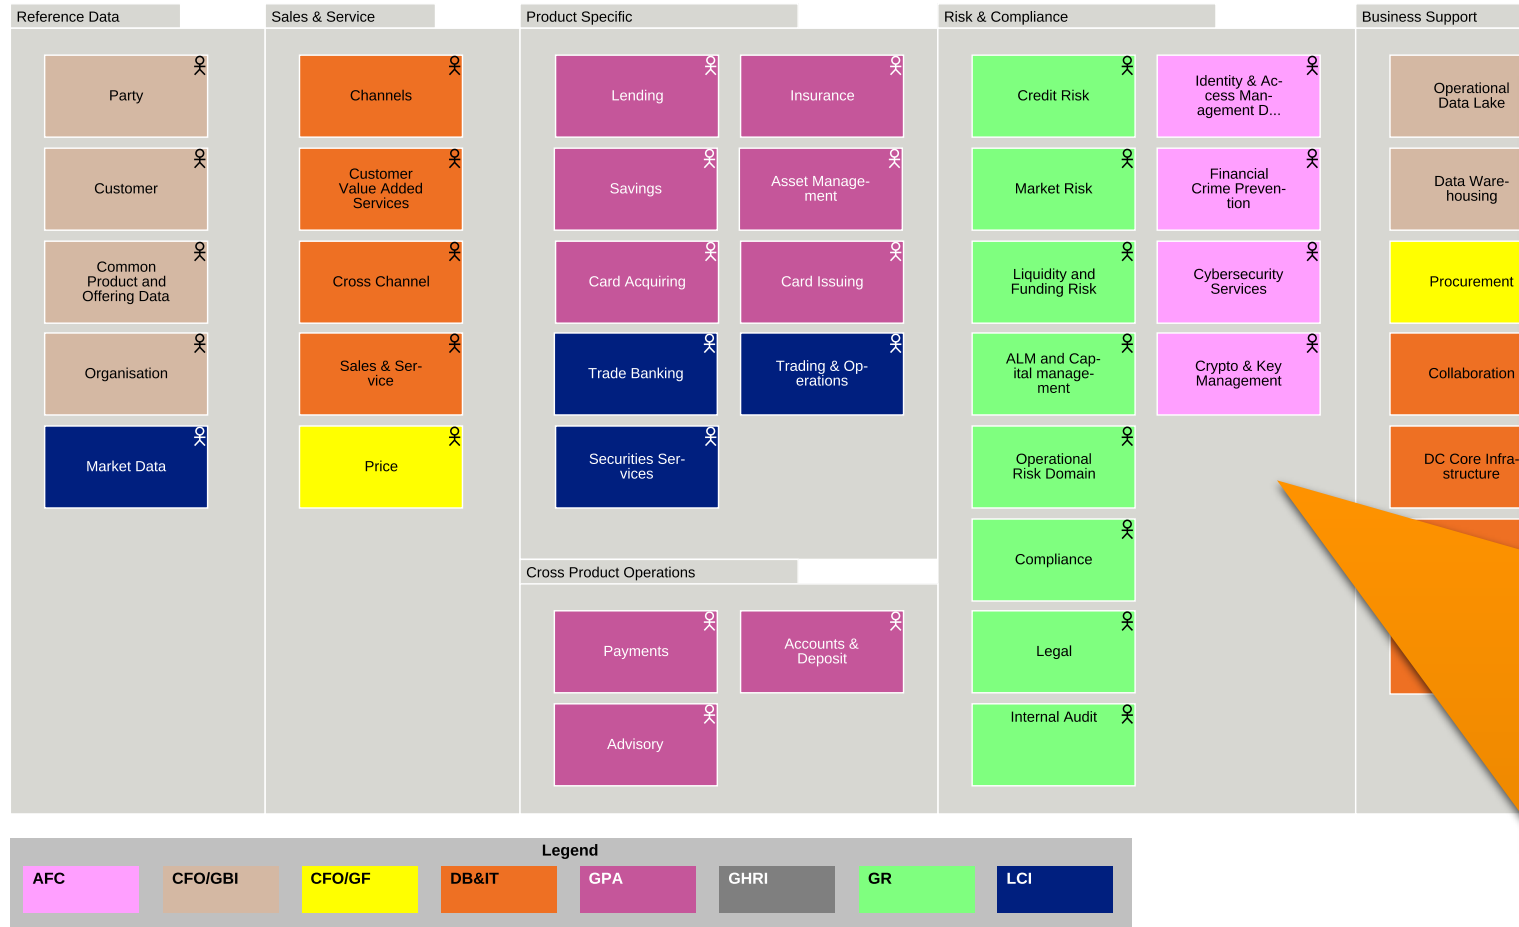 Reference Data
Party
Customer
Common
Product and
Offering Data
Organisation
Market Data
Sales & Service
Channels
Customer
Value Added
Services
Cross Channel
Sales & Ser-
vice
Price
Product Specific
Lending
Insurance
Savings
Asset Manage-
ment
Card Acquiring
Card Issuing
Trade Banking
Trading & Op-
erations
Securities Ser-
vices
Cross Product Operations
Payments
Accounts &
Deposit
Advisory
Risk & Compliance
Credit Risk
Market Risk
Liquidity and
Funding Risk
ALM and Cap-
ital manage-
ment
Operational
Risk Domain
Compliance
Legal
Internal Audit
Identity & Ac-
cess Man-
agement D...
Financial
Crime Preven-
tion
Cybersecurity
Services
Crypto & Key
Management
Business Support
Operational
Data Lake
Data Ware-
housing
Procurement
Collaboration
DC Core Infra-
structure
Legend
AFC
CFO/GBI
CFO/GF
DB&IT
GPA
GHRI
GR
LCI